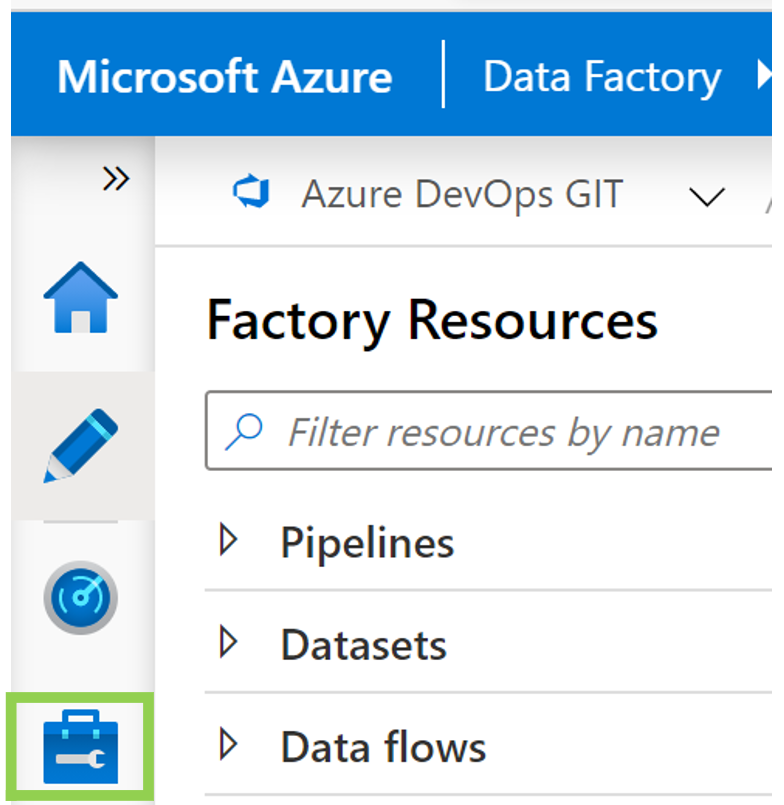 Microsoft Azure
Data Factory
Azure DevOps GIT
Factory Resources
Filter resources by name
Pipelines
Datasets
Data flows